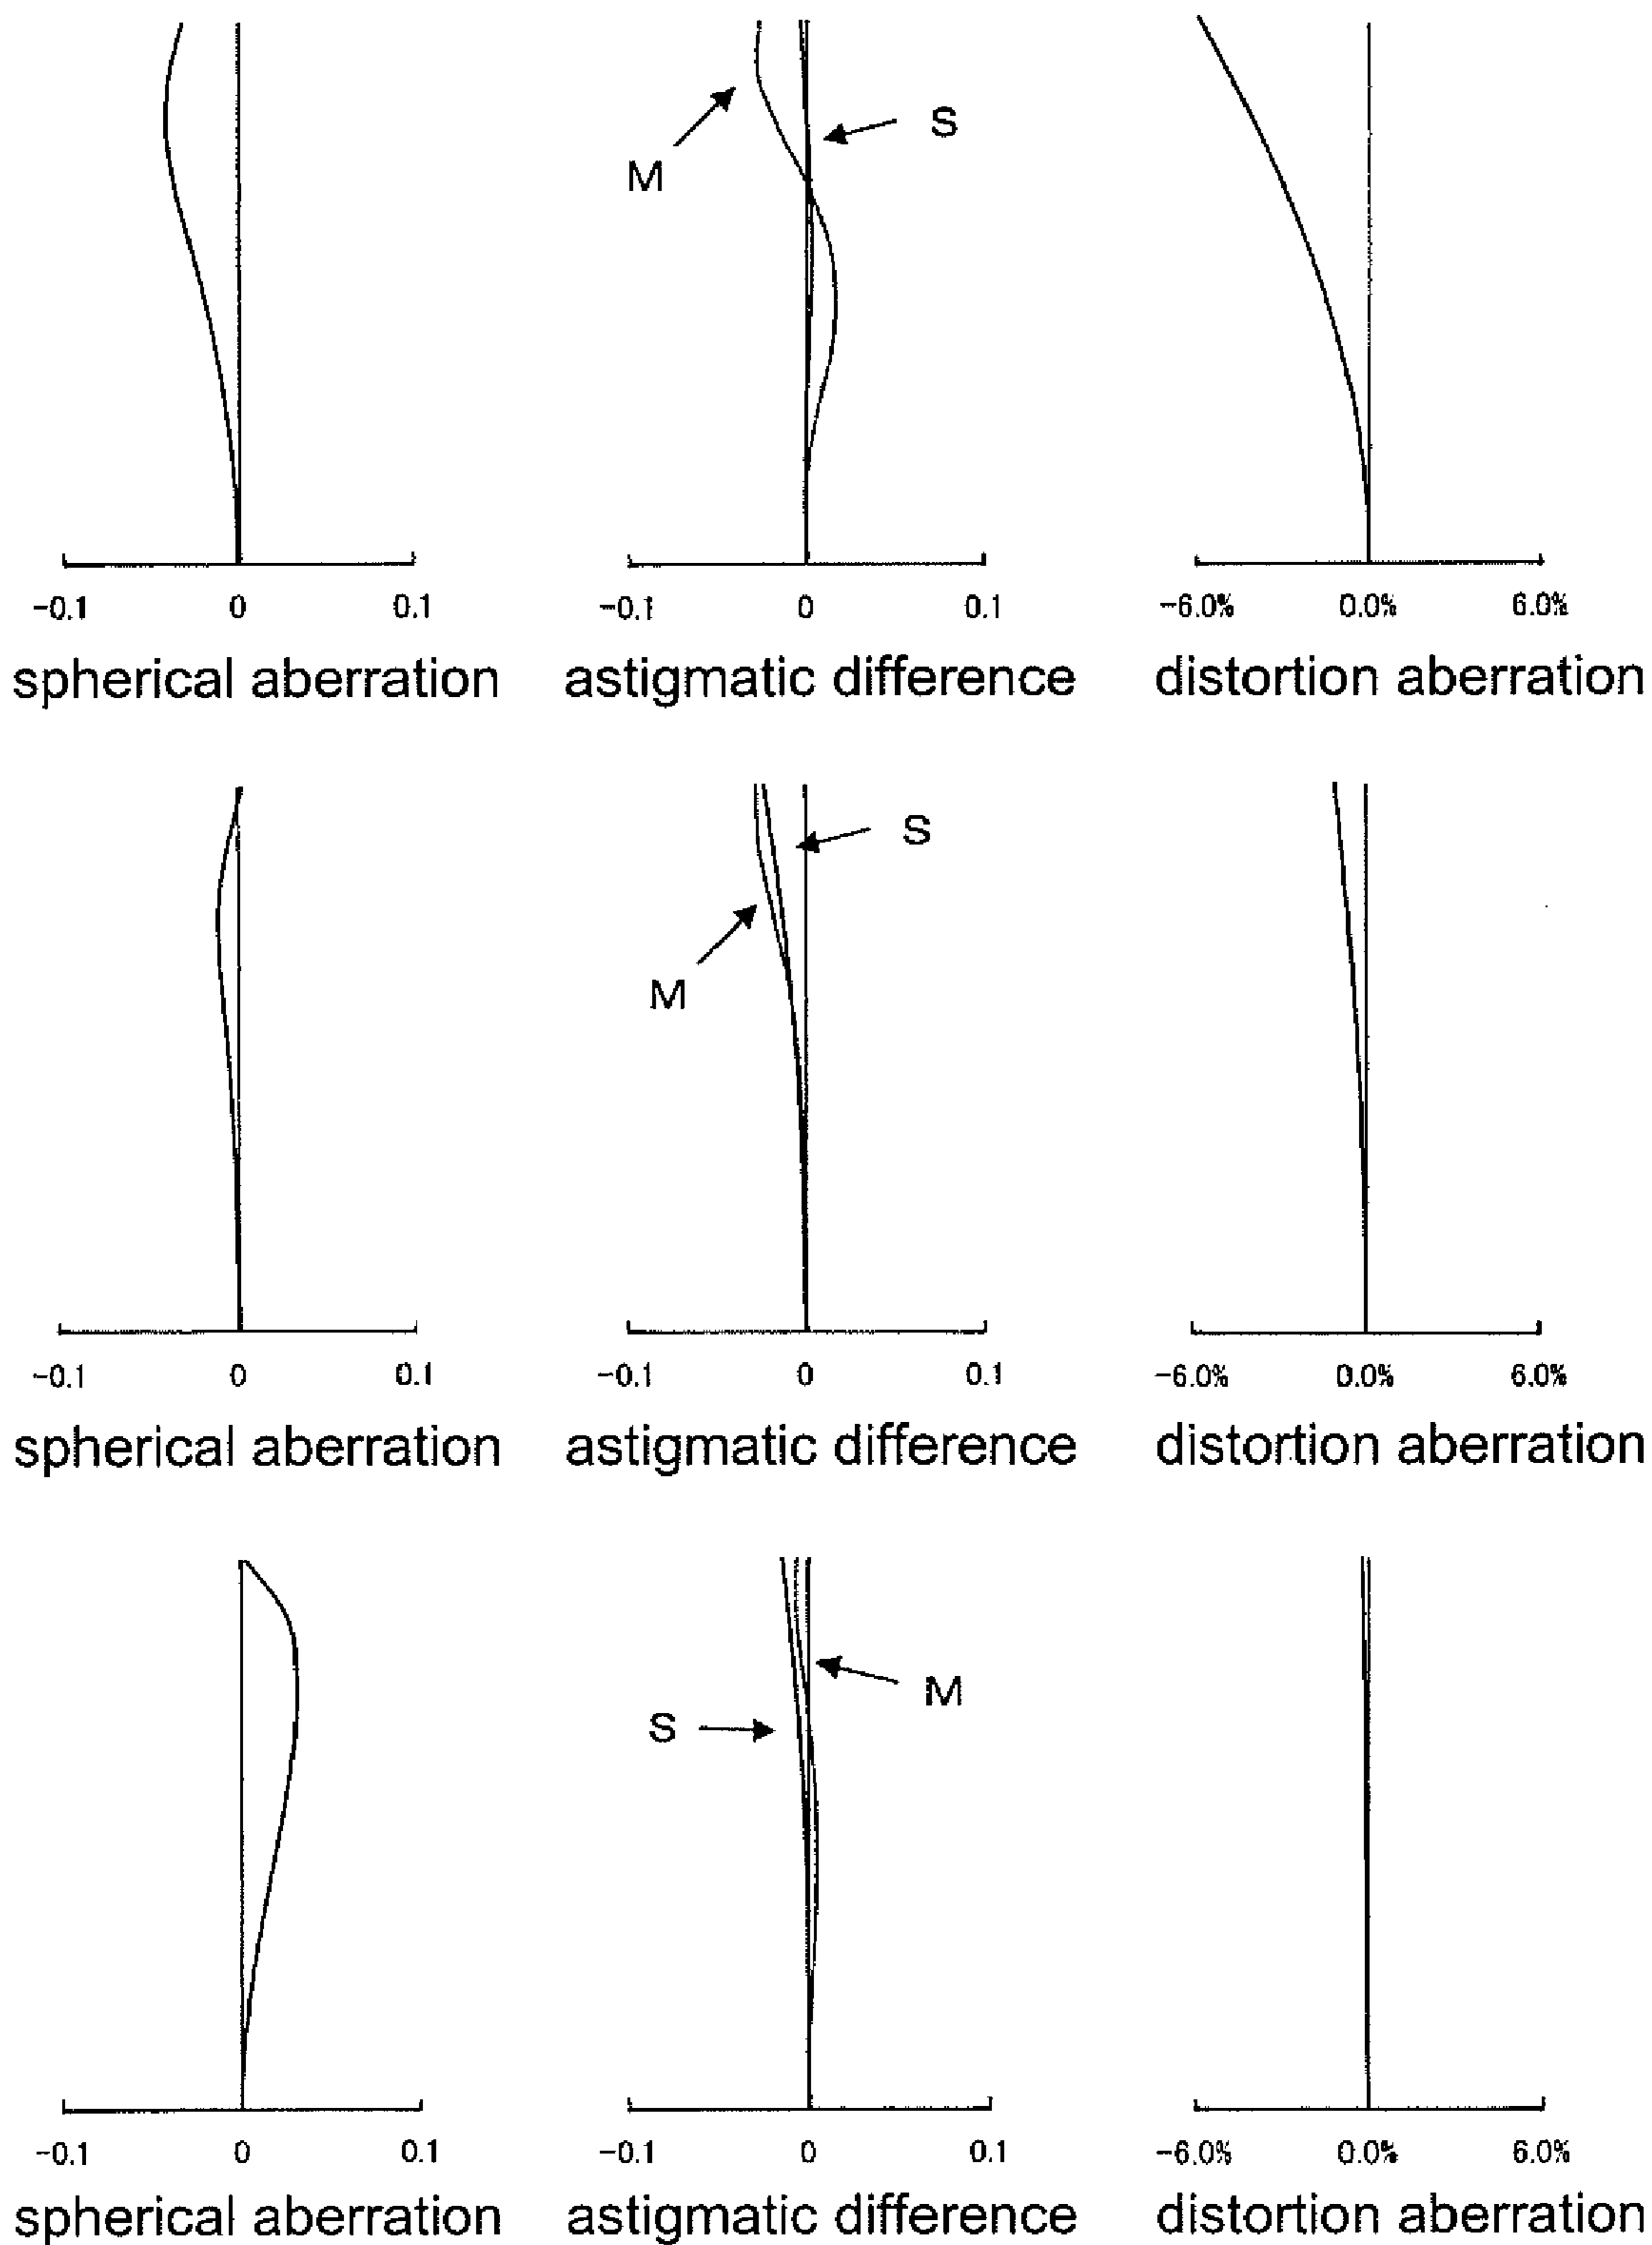 M
S
-0.1 0 0.1
-0.1 0 0.1
-6.0% 0.0% 6.0%
spherical aberration
astigmatic difference
distortion aberration
S
M
-0.1 0 0.1
-0.1 0 0.1
-6.0% 0.0% 6.0%
spherical aberration
astigmatic difference
distortion aberration
M
S
-0.1 0 0.1
-0.1 0 0.1
-6.0% 0.0% 6.0%
spherical aberration
astigmatic difference
distortion aberration